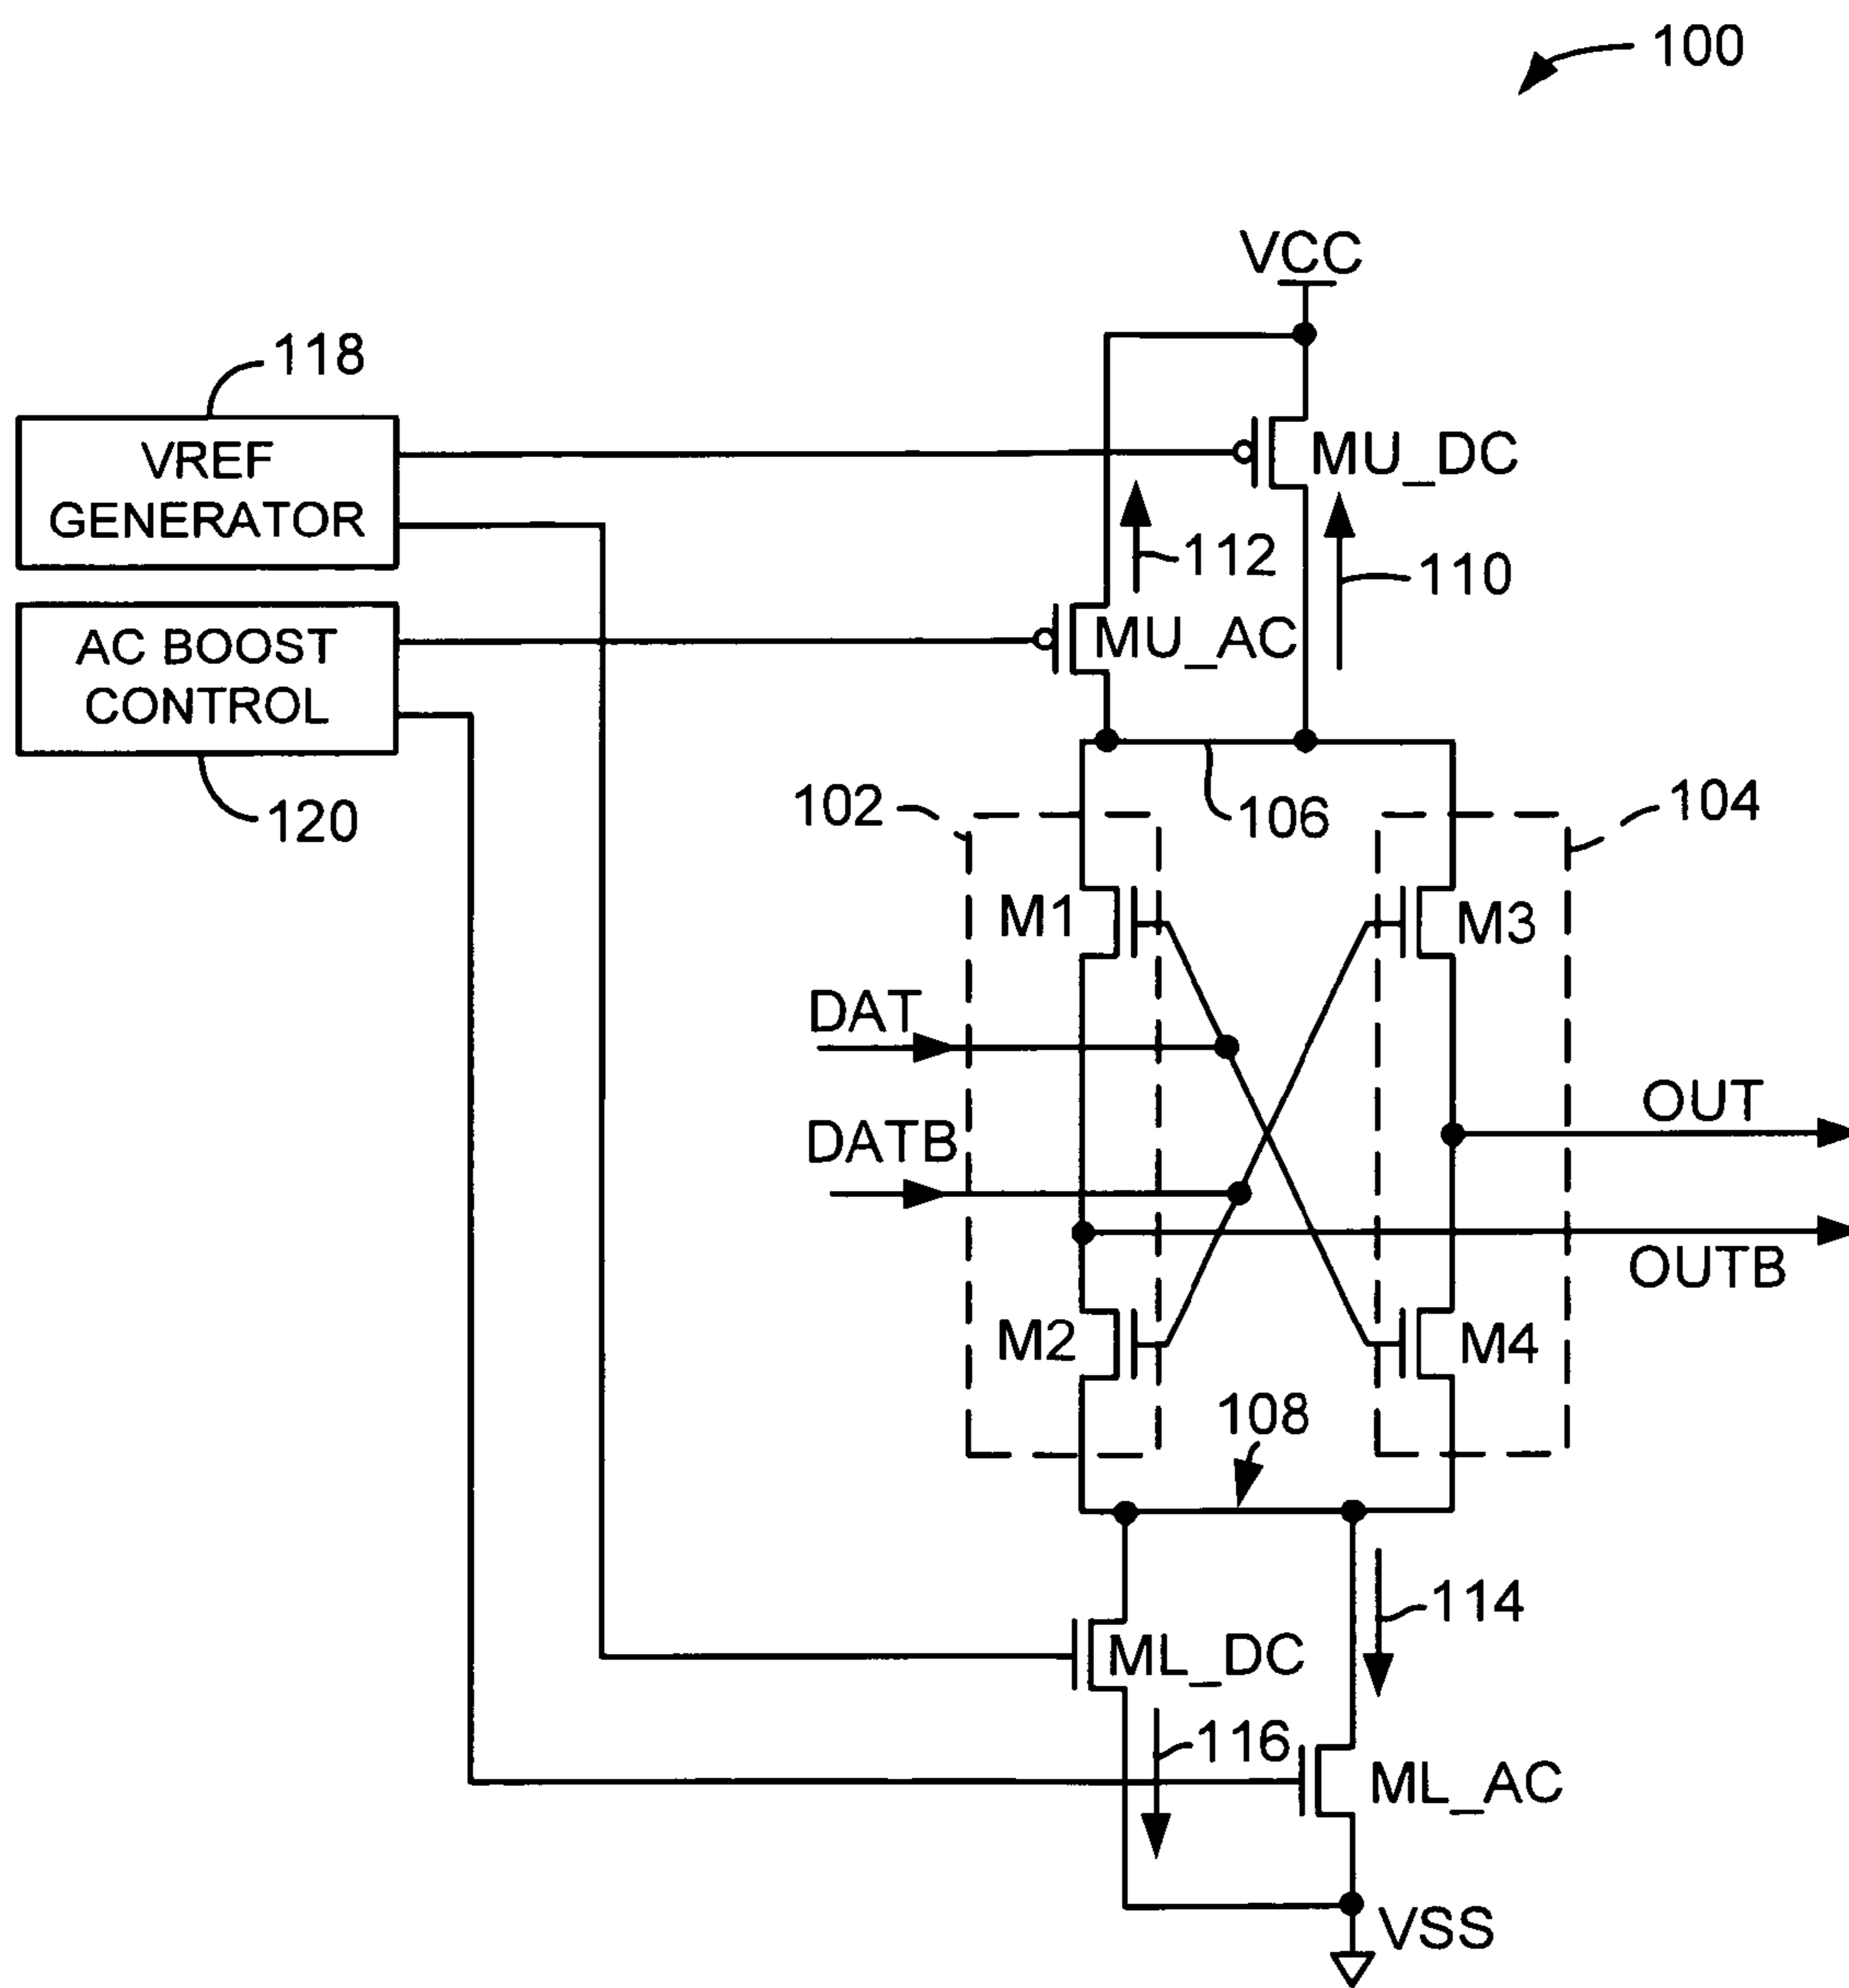 100
VCC
118
VREF
GENERATOR
MU_DC
112
110
AC BOOST
CONTROL
MU_AC
120
102
106
104
M1
M3
DAT
DATB
OUT
OUTB
M2
M4
108
114
ML_DC
116
ML_AC
VSS